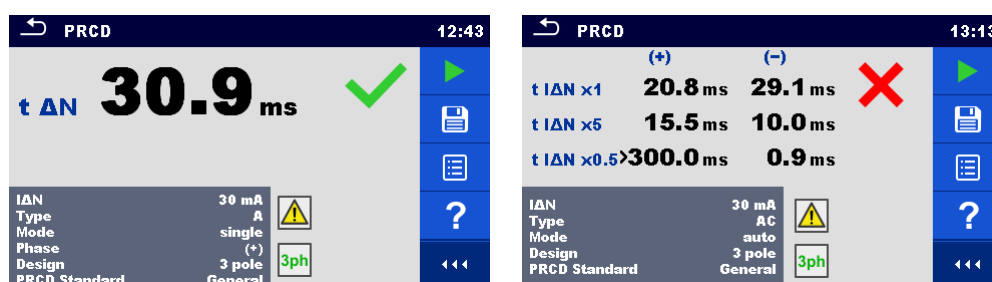 PRCD 12:43
t ΔN 30.9 ms
IΔN 30 mA
Type A
Mode single
Phase (+)
Design 3 pole
PRCD Standard General
3ph
?
PRCD 13:13
(+) (−)
t IΔN x1 20.8 ms 29.1 ms
t IΔN x5 15.5 ms 10.0 ms
t IΔN x0.5 >300.0 ms 0.9 ms
IΔN 30 mA
Type AC
Mode auto
Design 3 pole
PRCD Standard General
3ph
?